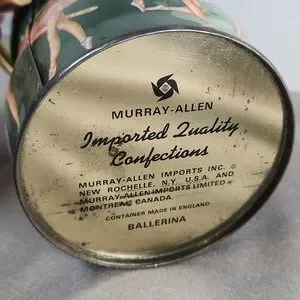 MURRAY-ALLEN
Imported Quality
Confections
MURRAY-ALLEN IMPORTS INC. ©
NEW ROCHELLE, N.Y. U.S.A. AND
MURRAY-ALLEN IMPORTS LIMITED ®
MONTREAL, CANADA.
CONTAINER MADE IN ENGLAND
BALLERINA